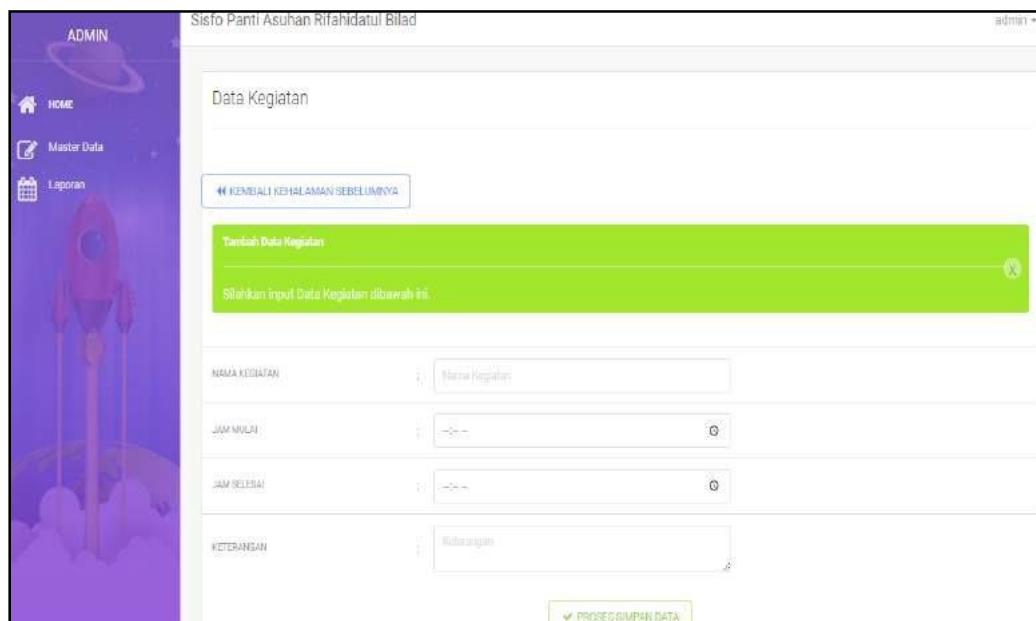 Sisfo Panti Asuhan Rifahidatul Bilad
admin
ADMIN
HOME
Master Data
Laporan
Data Kegiatan
KEMBALI KEHALAMAN SEBELUMNYA
Tambah Data Kegiatan
X
Silahkan input Data Kegiatan dibawah ini.
NAMA KEGIATAN : Nama Kegiatan
JAM MULAI : --:-- --
JAM SELESAI : --:-- --
KETERANGAN : Keterangan
PROSES SIMPAN DATA